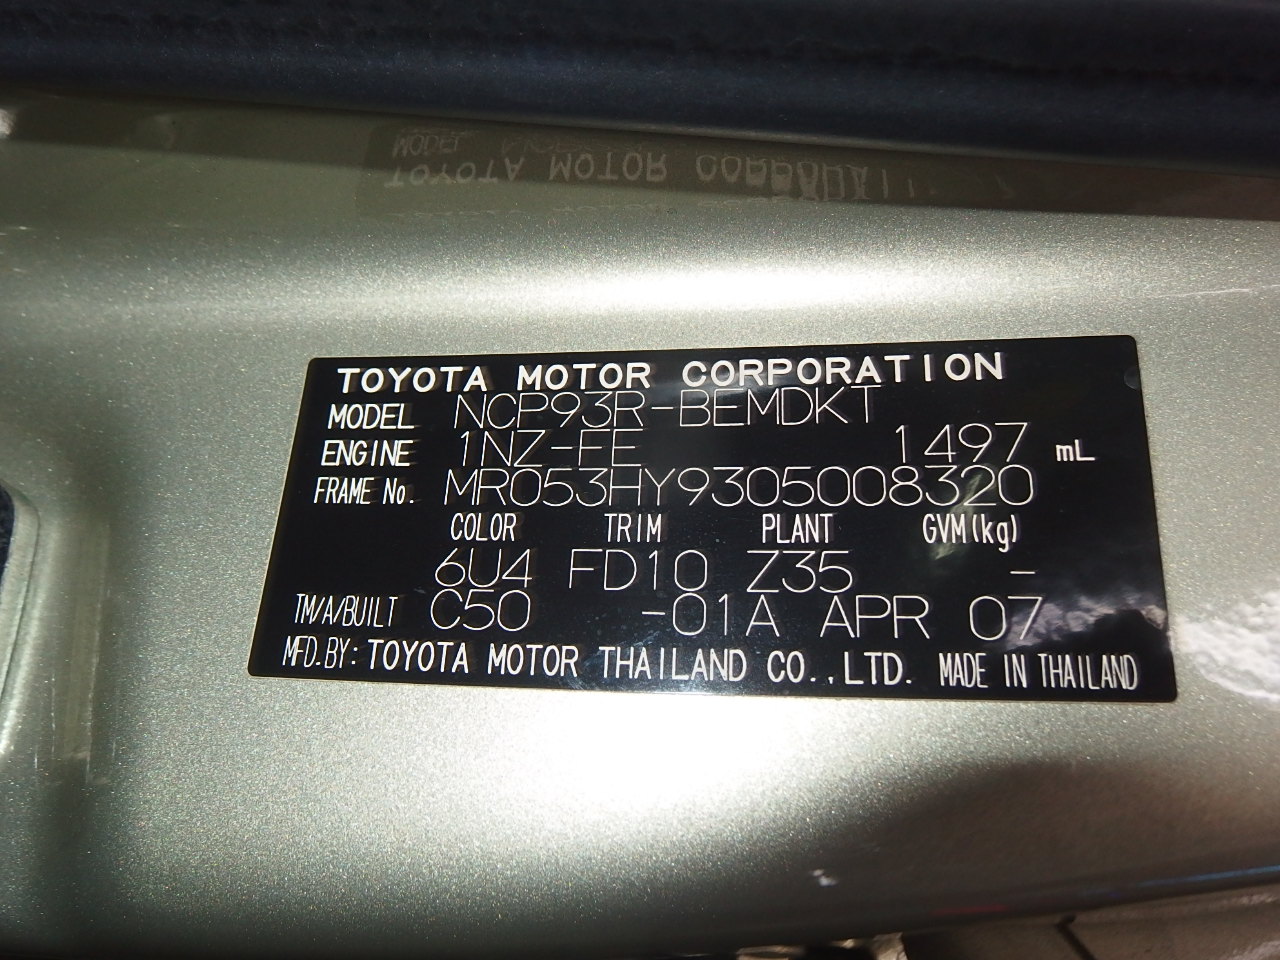 TOYOTA MOTOR CORPORATION
MODEL NCP93R-BEMDKT
ENGINE 1NZ-FE 1497 mL
FRAME No. MR053HY9305008320
COLOR TRIM PLANT GVM(kg)
6U4 FD10 Z35 -
TM/A/BUILT C50 -01A APR 07
MFD.BY: TOYOTA MOTOR THAILAND CO.,LTD. MADE IN THAILAND